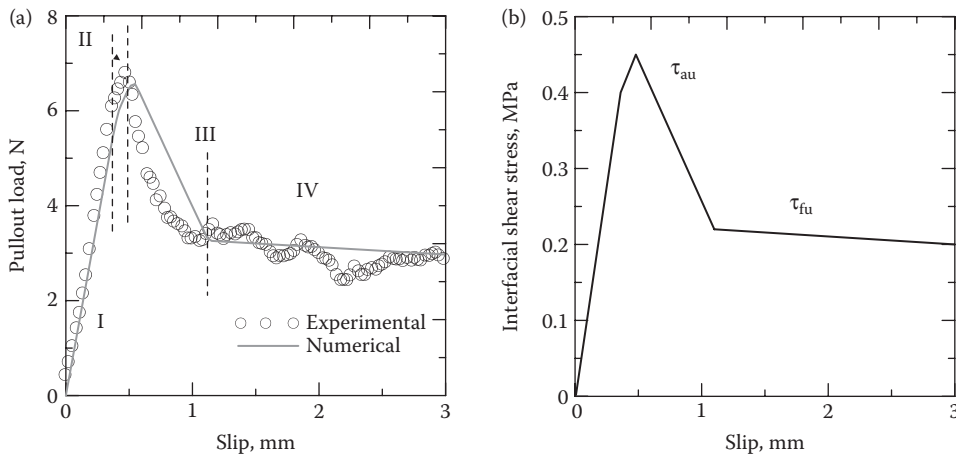 (a)
8
II
6
III
IV
4
2
I
Experimental
Numerical
0
0
1
2
3
Pullout load, N
Slip, mm
(b)
0.5
τau
0.4
0.3
τfu
0.2
0.1
0
0
1
2
3
Interfacial shear stress, MPa
Slip, mm